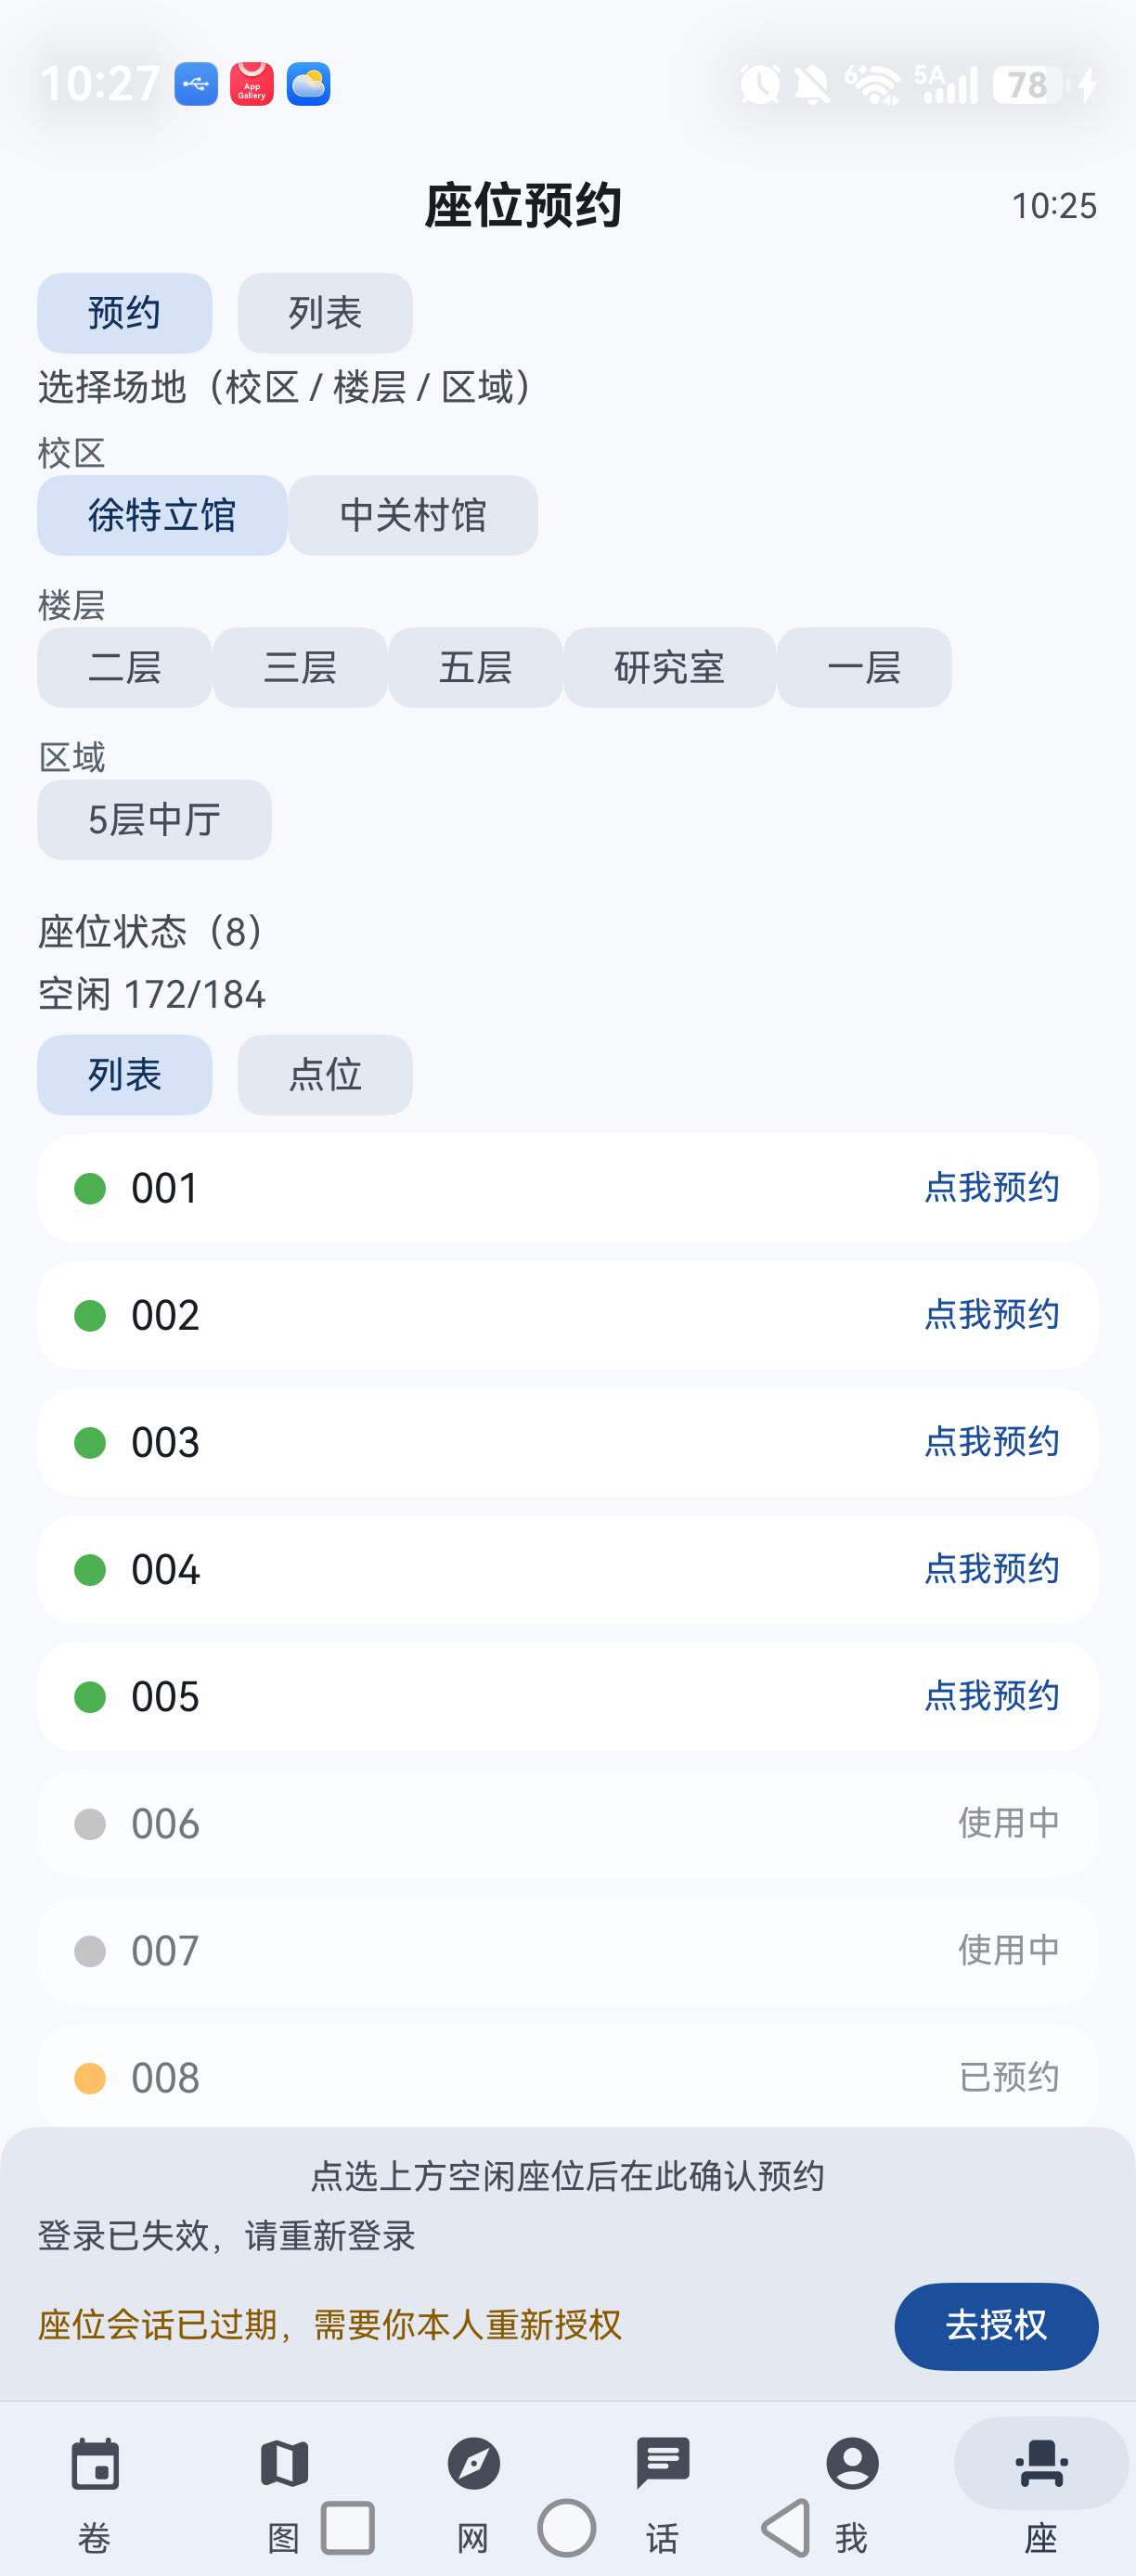 10:27
App
Gallery
6+
5A
78
座位预约
10:25
预约 列表
选择场地（校区 / 楼层 / 区域）
校区
徐特立馆 中关村馆
楼层
二层 三层 五层 研究室 一层
区域
5层中厅
座位状态（8）
空闲 172/184
列表 点位
001 点我预约
002 点我预约
003 点我预约
004 点我预约
005 点我预约
006 使用中
007 使用中
008 已预约
点选上方空闲座位后在此确认预约
登录已失效，请重新登录
座位会话已过期，需要你本人重新授权 去授权
卷 图 网 话 我 座